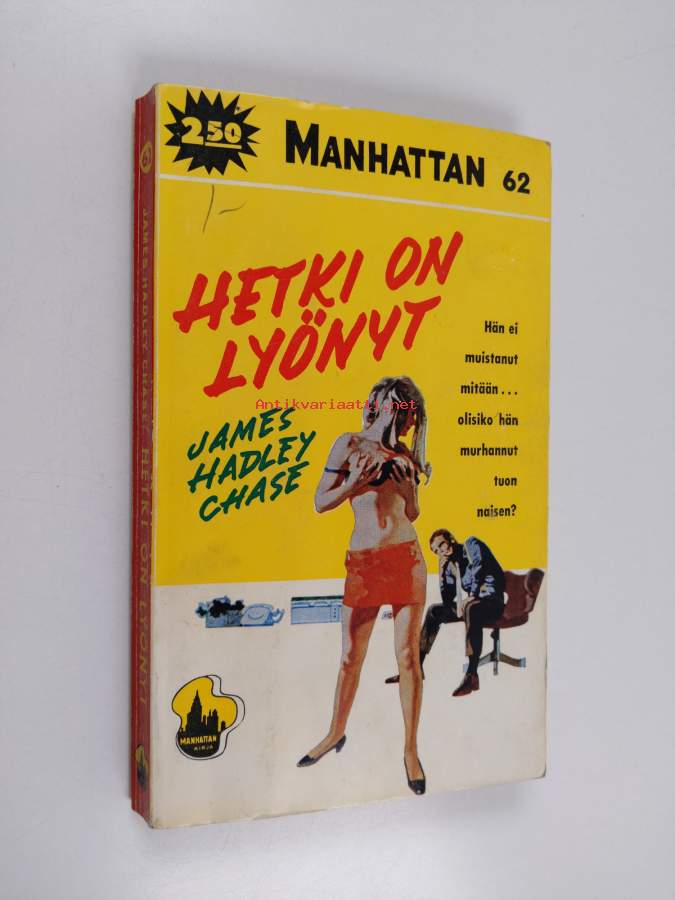 2.50
MANHATTAN 62
HETKI ON
LYÖNYT
JAMES
HADLEY
CHASE
Hän ei
muistanut
mitään...
olisiko hän
murhannut
tuon
naisen?
Antikvariaatti.net
MANHATTAN
KIRJA
JAMES HADLEY CHASE HETKI ON LYÖNYT